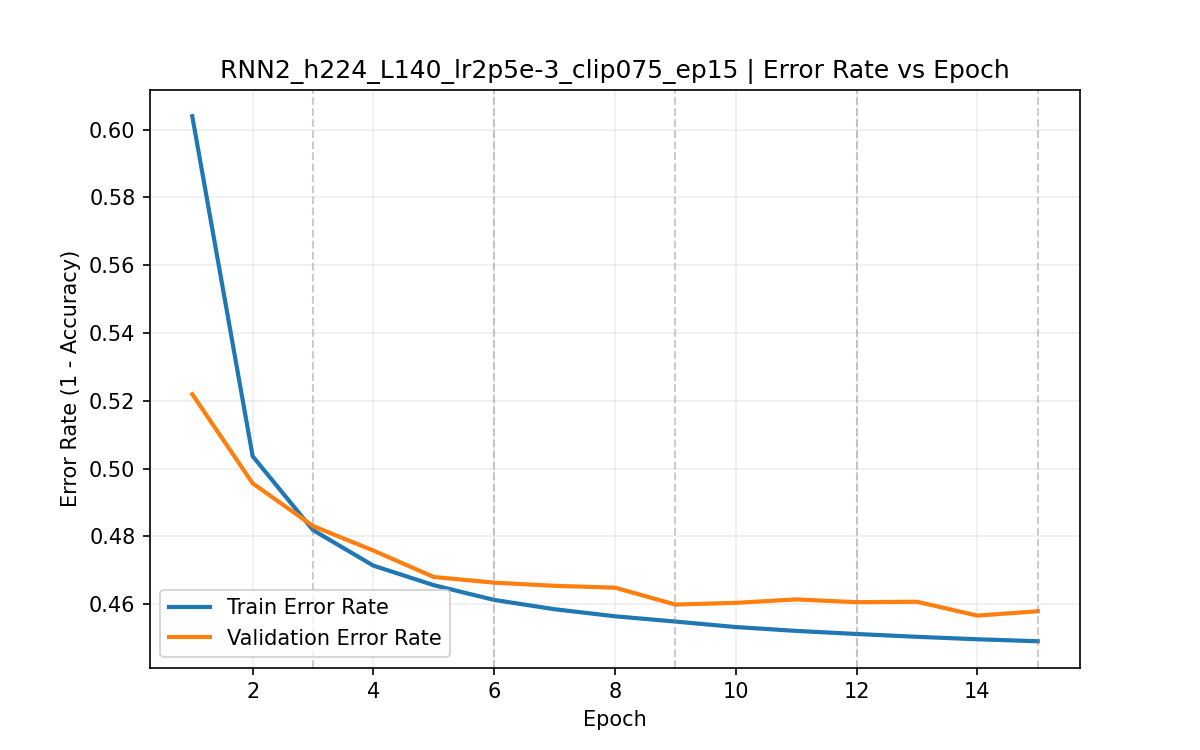 RNN2_h224_L140_lr2p5e-3_clip075_ep15 | Error Rate vs Epoch
Error Rate (1 - Accuracy)
0.60
0.58
0.56
0.54
0.52
0.50
0.48
0.46
Train Error Rate
Validation Error Rate
2 4 6 8 10 12 14
Epoch